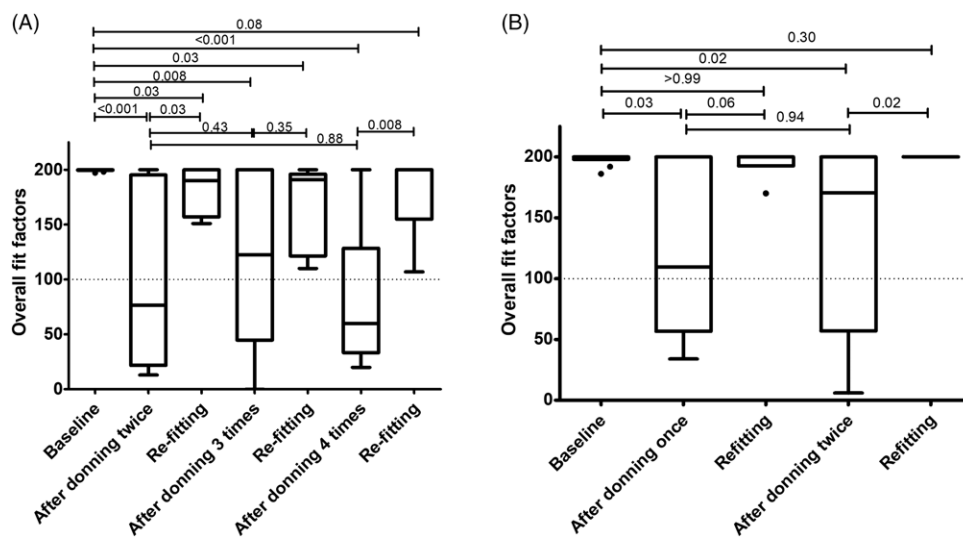 (A)
0.08
<0.001
0.03
0.008
0.03
<0.001 0.03
0.43 0.35 0.008
0.88
Overall fit factors
200
150
100
50
0
Baseline
After donning twice
Re-fitting
After donning 3 times
Re-fitting
After donning 4 times
Re-fitting
(B)
0.30
0.02
>0.99
0.03 0.06 0.02
0.94
Overall fit factors
200
150
100
50
0
Baseline
After donning once
Refitting
After donning twice
Refitting